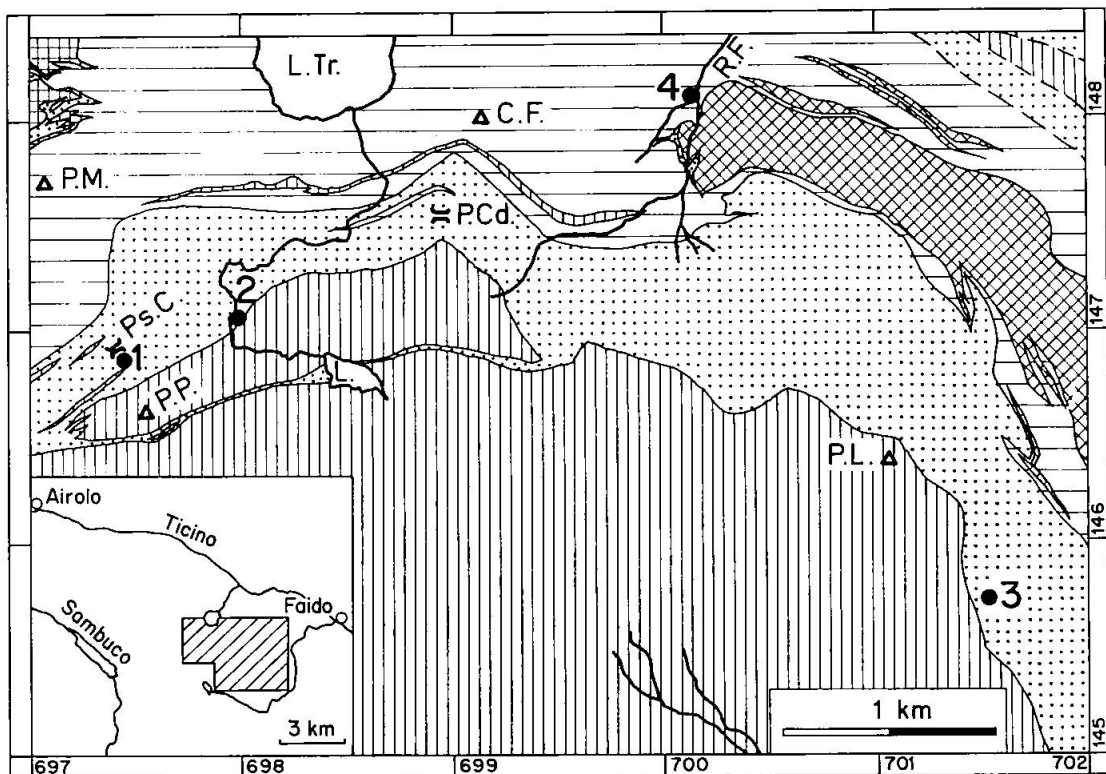 L.Tr.
4
R.F.
148
C.F.
P.M.
P.Cd.
2
147
Ps C.
1
L
P.P.
P.L.
146
Airolo
Ticino
Faido
Sambuco
3
3 km
1 km
145
697
698
699
700
701
702